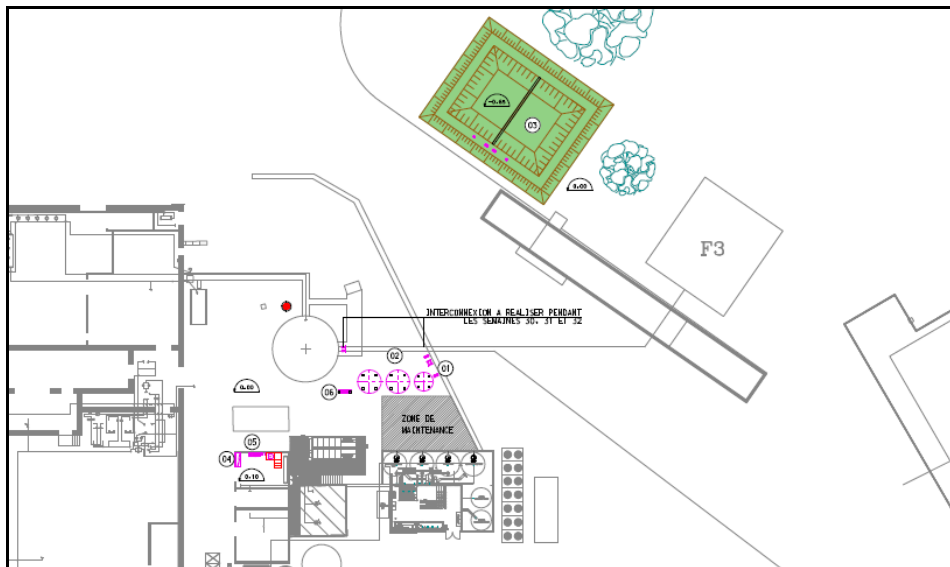 -0.65
03
0.00
F3
INTERCONNEXION A REALISER PENDANT
LES SEMAINES 30, 31 ET 32
02
01
06
0.00
ZONE DE
MAINTENANCE
05
04
0.10